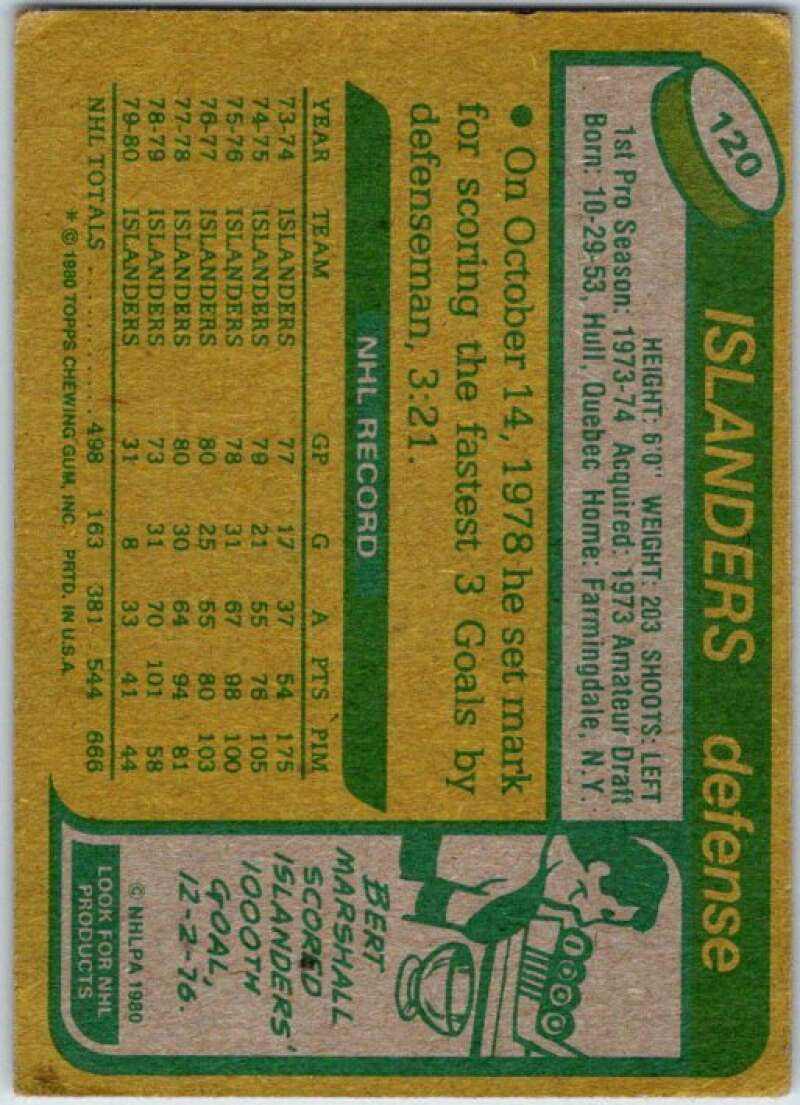 120
ISLANDERS defense
HEIGHT: 6'0" WEIGHT: 203 SHOOTS: LEFT
1st Pro Season: 1973-74 Acquired: 1973 Amateur Draft
Born: 10-29-53, Hull, Quebec Home: Farmingdale, N.Y.
• On October 14, 1978 he set mark
for scoring the fastest 3 Goals by
defenseman, 3:21.
NHL RECORD
YEAR TEAM GP G A PTS PIM
73-74 ISLANDERS 77 17 37 54 175
74-75 ISLANDERS 79 21 55 76 105
75-76 ISLANDERS 78 31 67 98 100
76-77 ISLANDERS 80 25 55 80 103
77-78 ISLANDERS 80 30 64 94 81
78-79 ISLANDERS 73 31 70 101 58
79-80 ISLANDERS 31 8 33 41 44
NHL TOTALS ............ 498 163 381 544 666
* © 1980 TOPPS CHEWING GUM, INC. PRTD. IN U.S.A.
1000
BERT
MARSHALL
SCORED
ISLANDERS'
1000TH
GOAL,
12-2-76.
© NHLPA 1980
LOOK FOR NHL
PRODUCTS